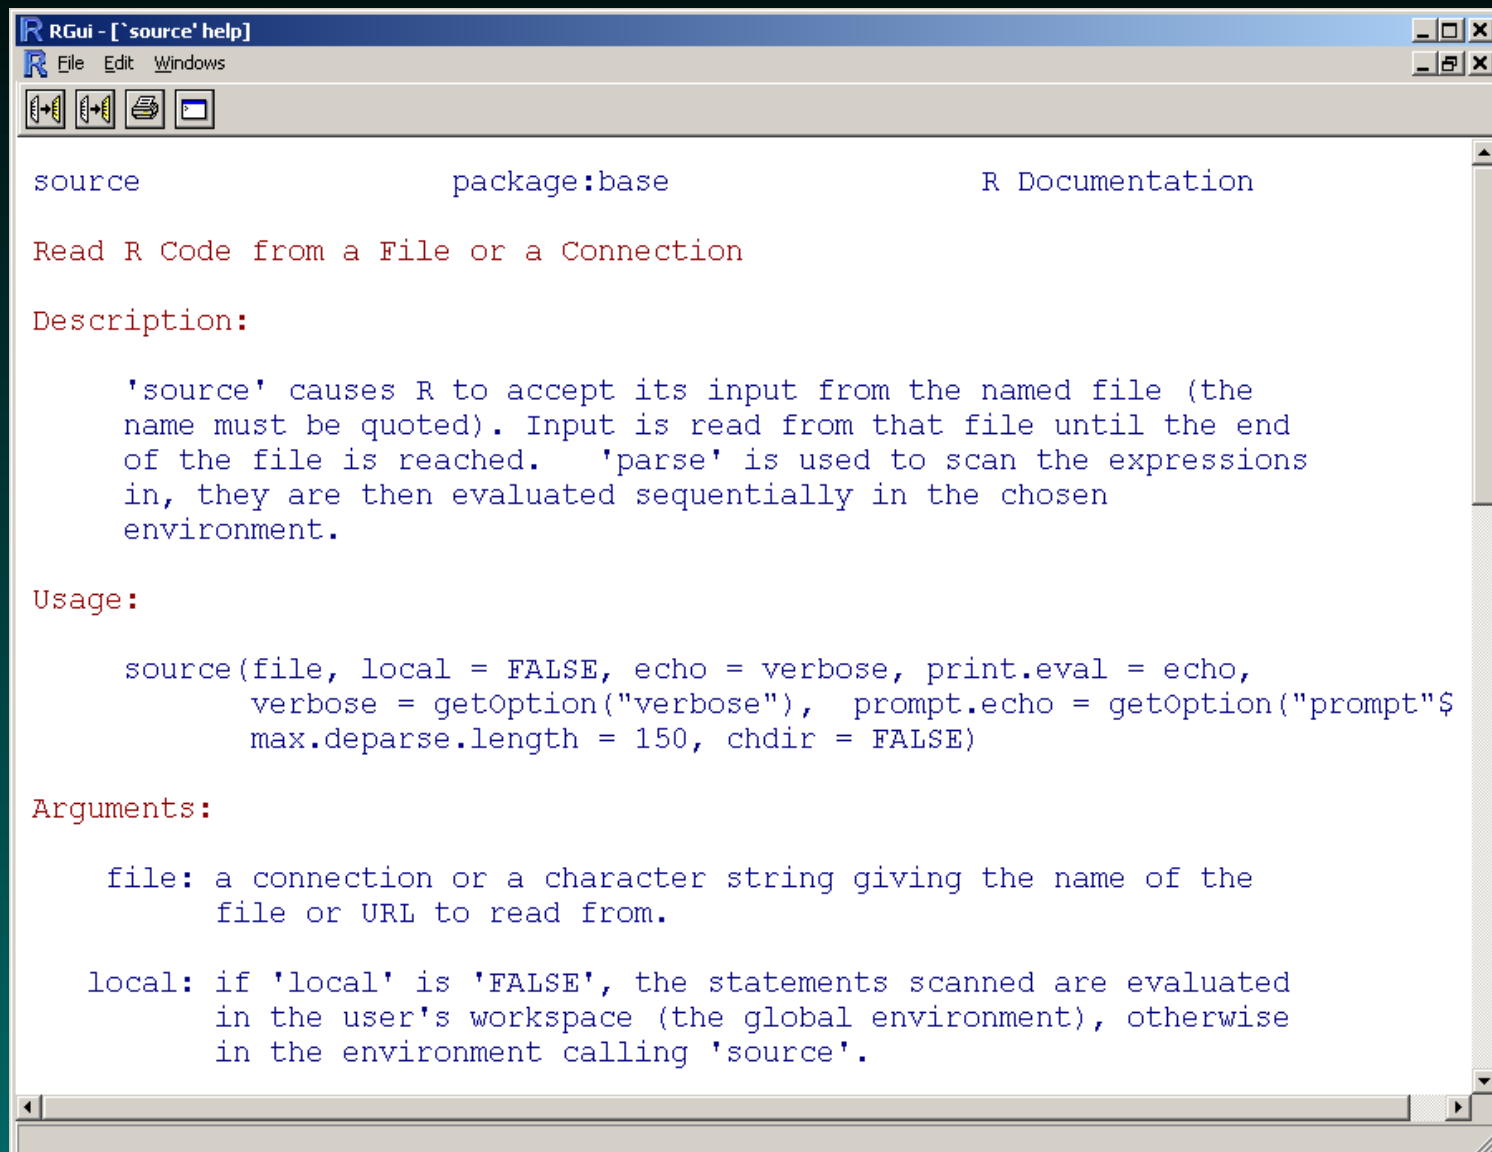 RGui - [`source' help]
File Edit Windows
source package:base R Documentation
Read R Code from a File or a Connection
Description:
'source' causes R to accept its input from the named file (the
name must be quoted). Input is read from that file until the end
of the file is reached. 'parse' is used to scan the expressions
in, they are then evaluated sequentially in the chosen
environment.
Usage:
source(file, local = FALSE, echo = verbose, print.eval = echo,
verbose = getOption("verbose"), prompt.echo = getOption("prompt"$
max.deparse.length = 150, chdir = FALSE)
Arguments:
file: a connection or a character string giving the name of the
file or URL to read from.
local: if 'local' is 'FALSE', the statements scanned are evaluated
in the user's workspace (the global environment), otherwise
in the environment calling 'source'.